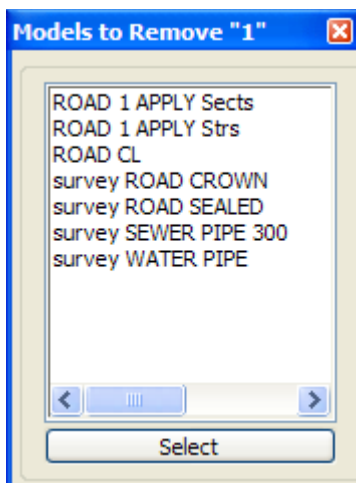 Models to Remove "1"
ROAD 1 APPLY Sects
ROAD 1 APPLY Strs
ROAD CL
survey ROAD CROWN
survey ROAD SEALED
survey SEWER PIPE 300
survey WATER PIPE
Select